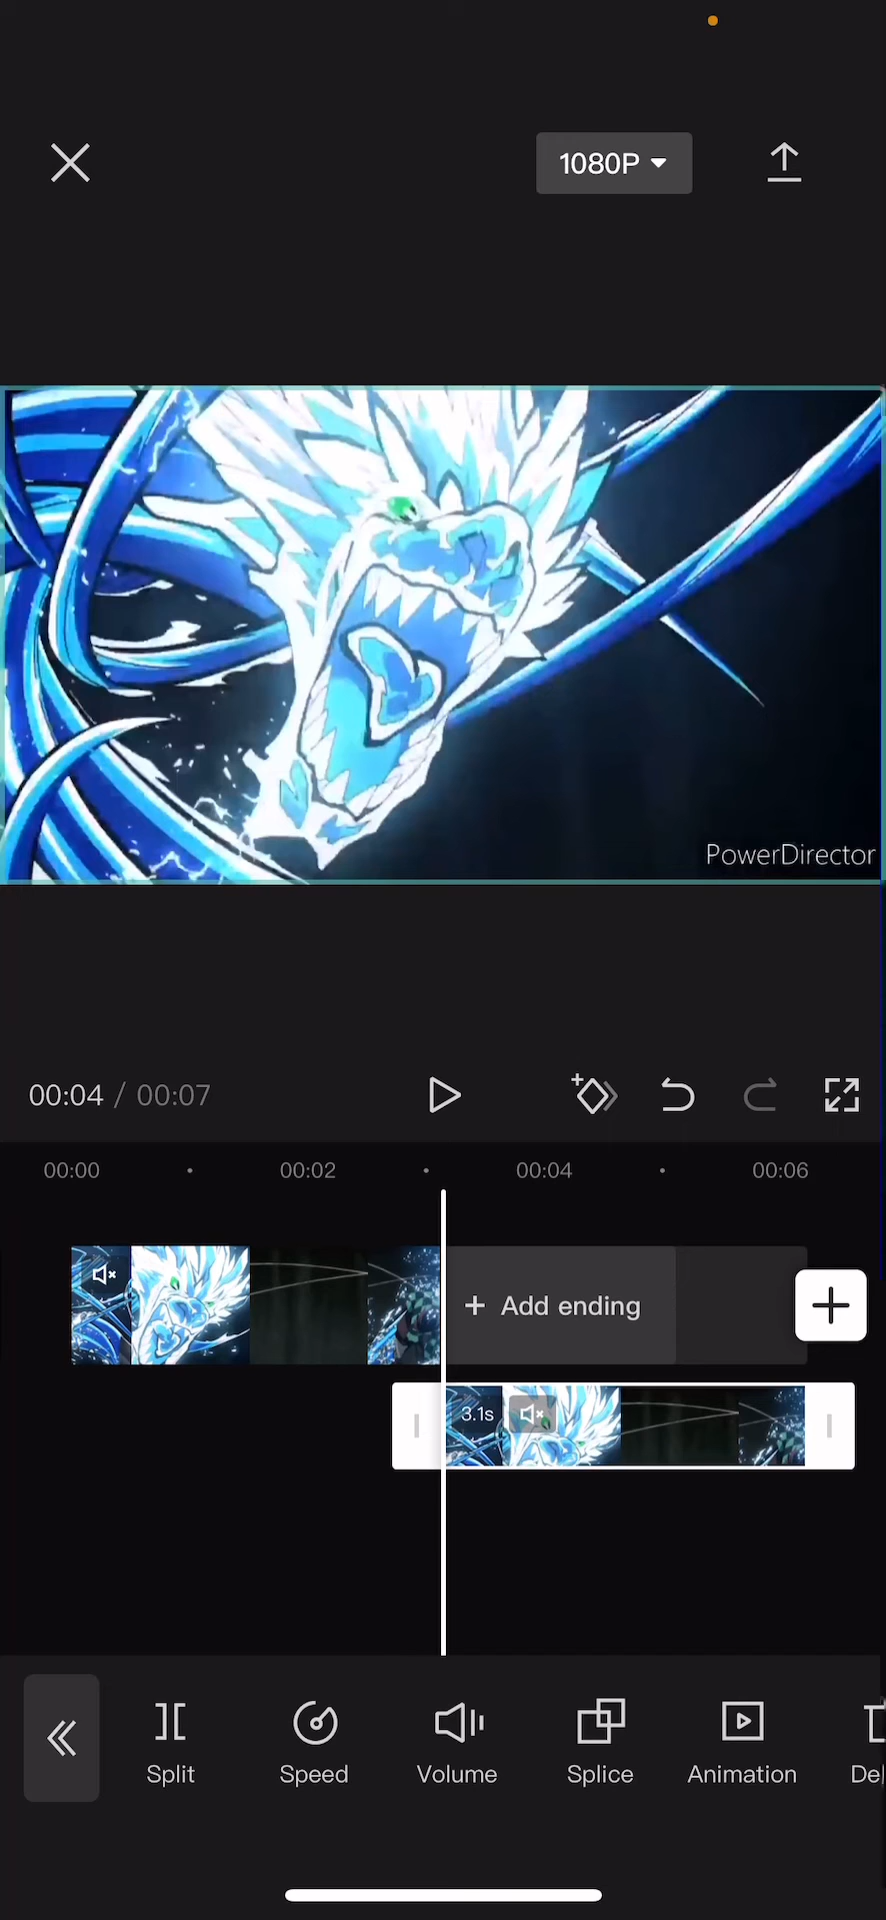 1080P
PowerDirector
00:04 / 00:07
00:00 00:02 00:04 00:06
+ Add ending
3.1s
Split Speed Volume Splice Animation Del